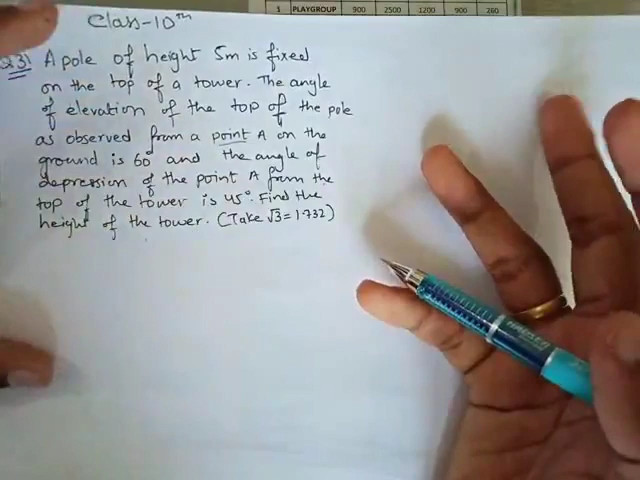 1 PLAYGROUP 900 2500 1200 900 260
Class-10th
Q3) A pole of height 5m is fixed
on the top of a tower. The angle
of elevation of the top of the pole
as observed from a point A on the
ground is 60° and the angle of
depression of the point A from the
top of the tower is 45°. Find the
height of the tower. (Take √3=1.732)